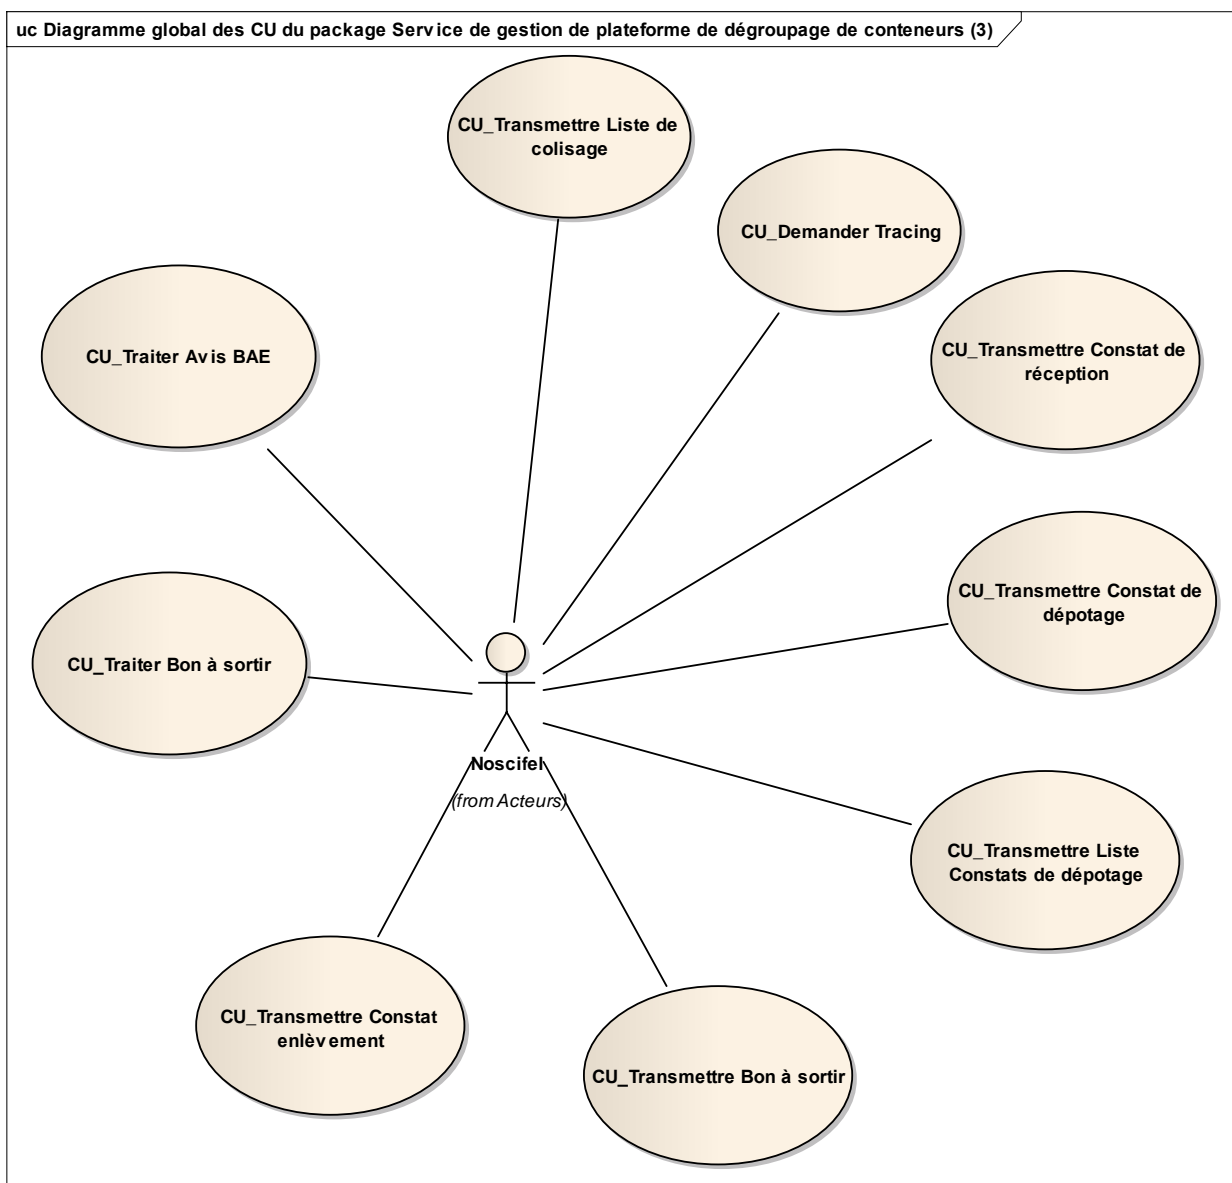 uc Diagramme global des CU du package Service de gestion de plateforme de dégroupage de conteneurs (3)
CU_Transmettre Liste de
colisage
CU_Demander Tracing
CU_Traiter Avis BAE
CU_Transmettre Constat de
réception
CU_Transmettre Constat de
dépotage
CU_Traiter Bon à sortir
Noscifel
(from Acteurs)
CU_Transmettre Liste
Constats de dépotage
CU_Transmettre Constat
enlèvement
CU_Transmettre Bon à sortir